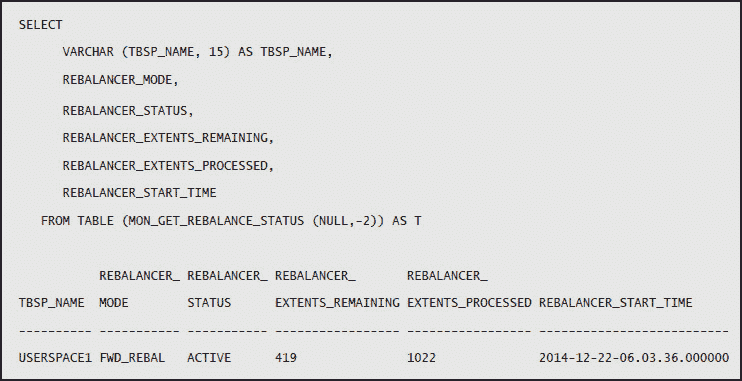 SELECT
VARCHAR (TBSP_NAME, 15) AS TBSP_NAME,
REBALANCER_MODE,
REBALANCER_STATUS,
REBALANCER_EXTENTS_REMAINING,
REBALANCER_EXTENTS_PROCESSED,
REBALANCER_START_TIME
FROM TABLE (MON_GET_REBALANCE_STATUS (NULL,-2)) AS T
REBALANCER_ REBALANCER_ REBALANCER_ REBALANCER_
TBSP_NAME MODE STATUS EXTENTS_REMAINING EXTENTS_PROCESSED REBALANCER_START_TIME
---------- ----------- ----------- ----------------- ----------------- --------------------------
USERSPACE1 FWD_REBAL ACTIVE 419 1022 2014-12-22-06.03.36.000000